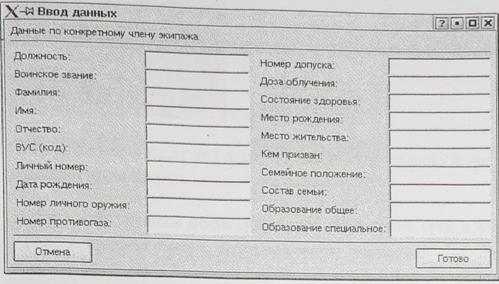 Ввод данных
Данные по конкретному члену экипажа
Должность:
Воинское звание:
Фамилия:
Имя:
Отчество:
ВУС (код):
Личный номер:
Дата рождения:
Номер личного оружия:
Номер противогаза:
Номер допуска:
Доза облучения:
Состояние здоровья:
Место рождения:
Место жительства:
Кем призван:
Семейное положение:
Состав семьи:
Образование общее:
Образование специальное:
Отмена
Готово